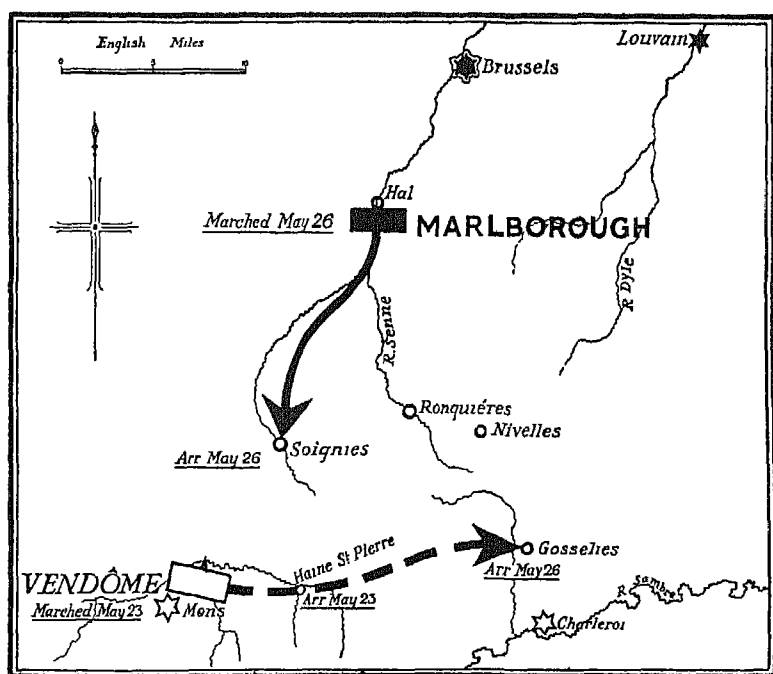 English Miles
0 5 10
Louvain
Brussels
Hal
Marched May 26
MARLBOROUGH
R Dyle
R. Senne
Ronquiéres
Nivelles
Soignies
Arr May 26
Haine St Pierre
Gosselies
Arr May 26
VENDÔME
Marched May 23
Mons
Arr May 23
R. Sambre
Charleroi